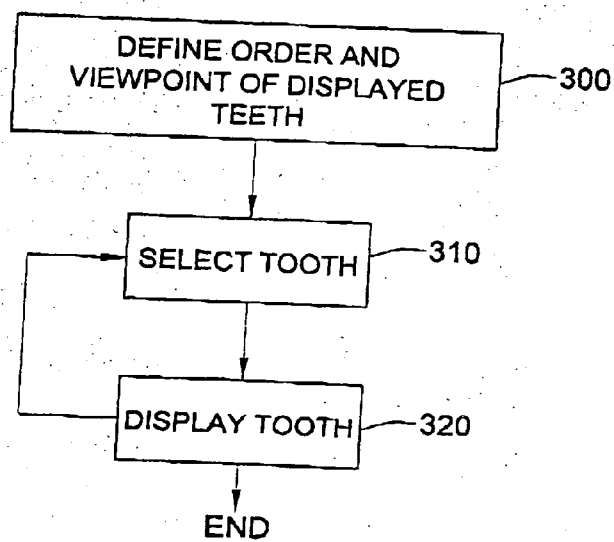 DEFINE ORDER AND
VIEWPOINT OF DISPLAYED
TEETH
300
SELECT TOOTH
310
DISPLAY TOOTH
320
END